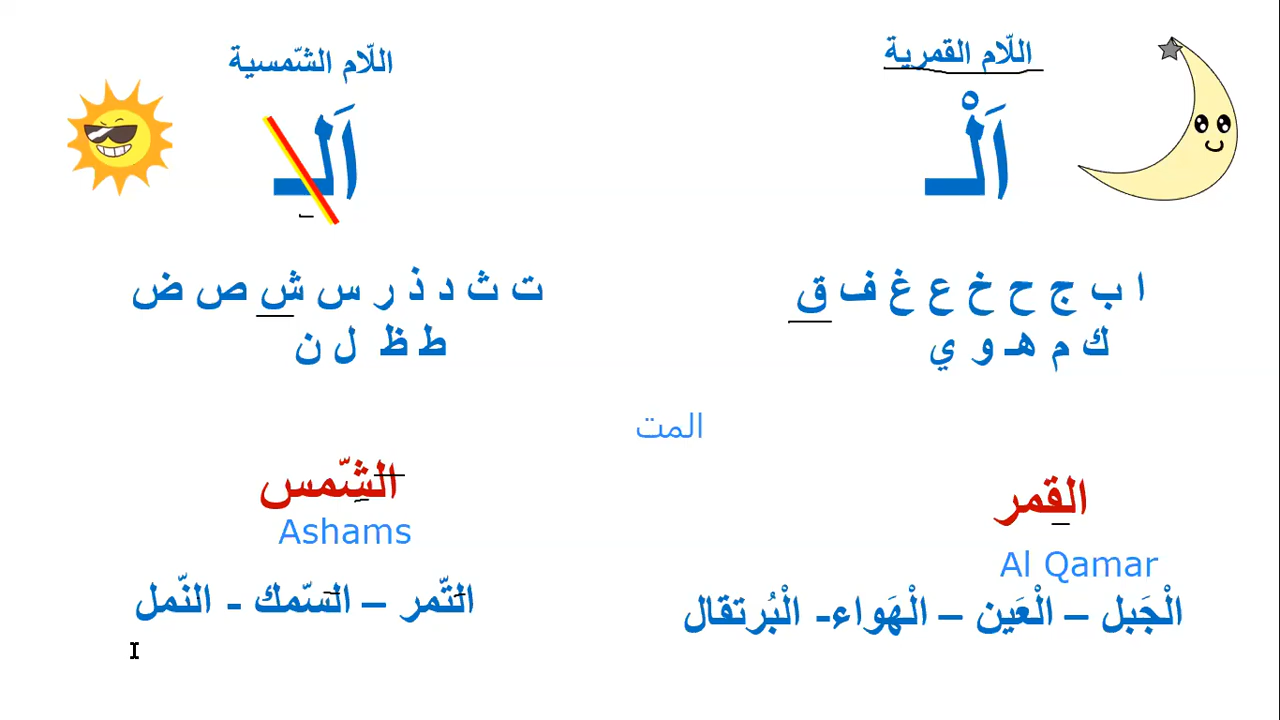 اللّام القمرية
اَلْـ
ا ب ج ح خ ع غ ف ق
ك م هـ و ي
القمر
Al Qamar
الْجَبل – الْعَين – الْهَواء- الْبُرتقال
المت
اللّام الشّمسية
اَلـ
ت ث د ذ ر س ش ص ض
ط ظ ل ن
الشّمس
Ashams
التّمر – السّمك - النّمل